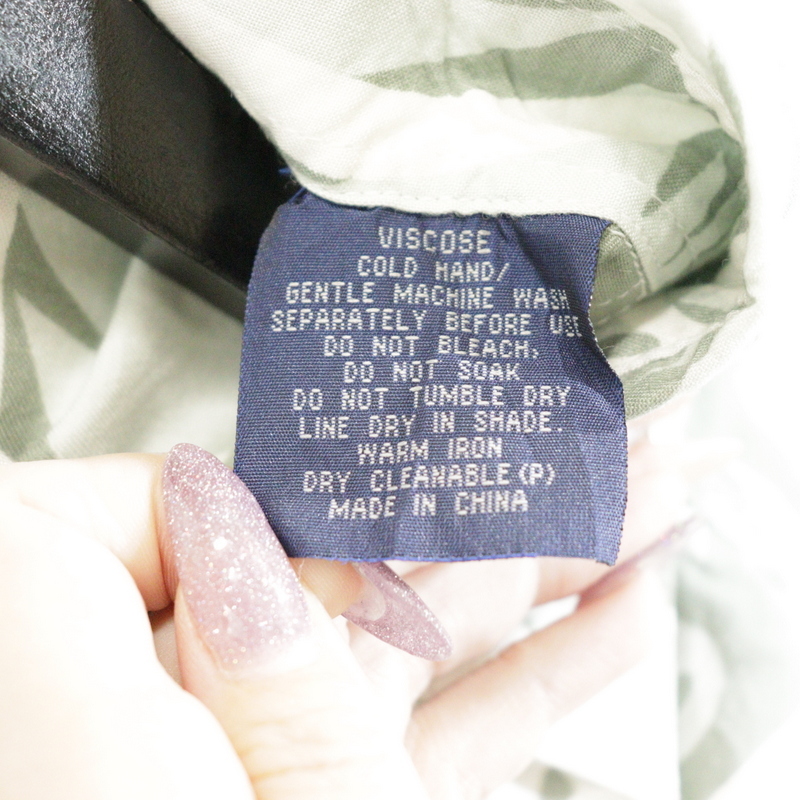 VISCOSE
COLD HAND/
GENTLE MACHINE WASH
SEPARATELY BEFORE USE
DO NOT BLEACH,
DO NOT SOAK
DO NOT TUMBLE DRY
LINE DRY IN SHADE.
WARM IRON
DRY CLEANABLE(P)
MADE IN CHINA